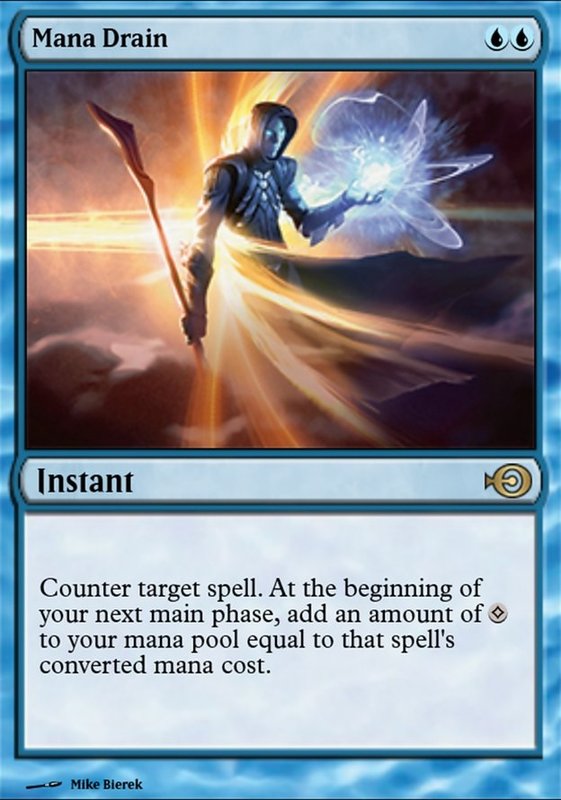 Mana Drain
Instant
Counter target spell. At the beginning of
your next main phase, add an amount of
to your mana pool equal to that spell's
converted mana cost.
Mike Bierek